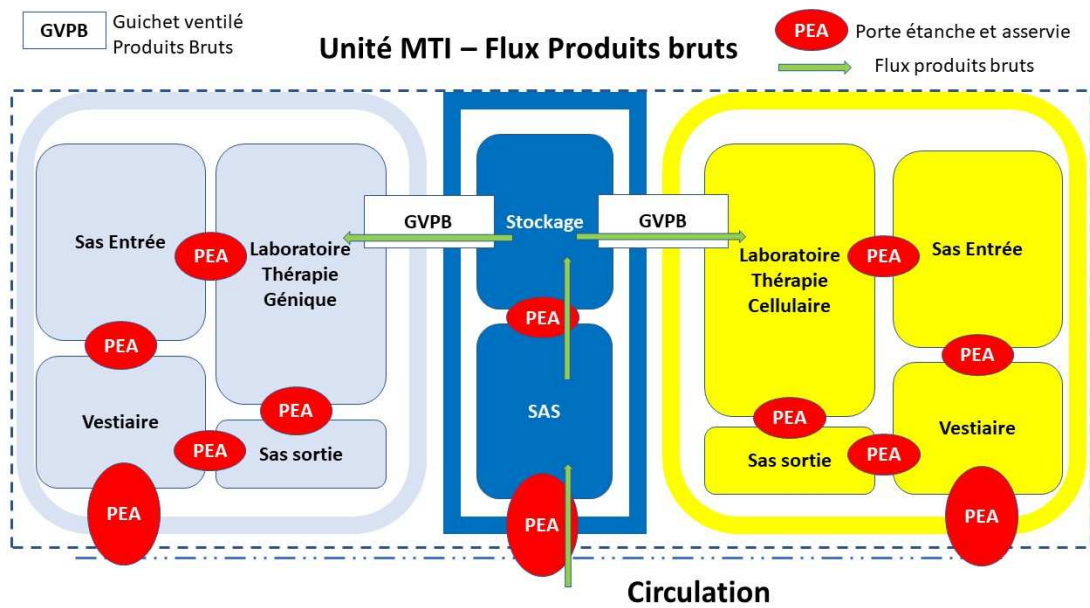 GVPB
Guichet ventilé
Produits Bruts
Unité MTI – Flux Produits bruts
PEA
Porte étanche et asservie
Flux produits bruts
Sas Entrée
PEA
Laboratoire
Thérapie
Génique
GVPB
Stockage
GVPB
Laboratoire
Thérapie
Cellulaire
PEA
Sas Entrée
PEA
PEA
PEA
Vestiaire
PEA
PEA
Sas sortie
SAS
PEA
Sas sortie
PEA
Vestiaire
PEA
PEA
PEA
Circulation